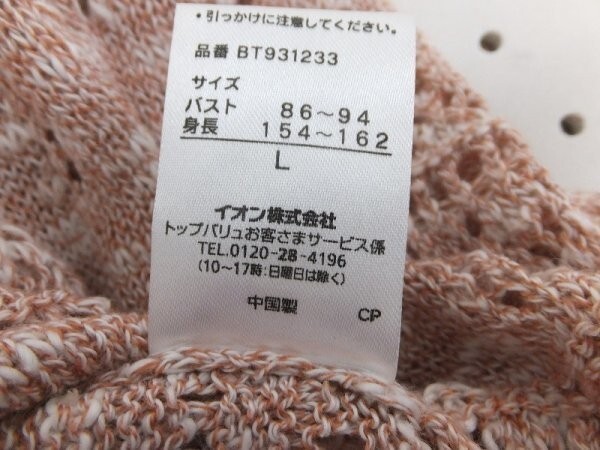 ・引っかけに注意してください。
品番 BT931233
サイズ
バスト 86〜94
身長 154〜162
L
イオン株式会社
トップバリュお客さまサービス係
TEL.0120-28-4196
(10〜17時:日曜日は除く)
中国製 CP